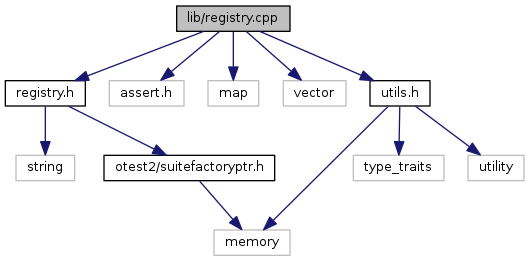 lib/registry.cpp
registry.h
assert.h
map
vector
utils.h
string
otest2/suitefactoryptr.h
type_traits
utility
memory